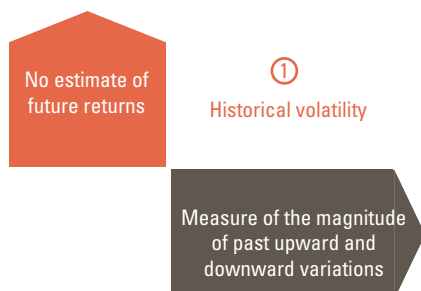 No estimate of
future returns
①
Historical volatility
Measure of the magnitude
of past upward and
downward variations